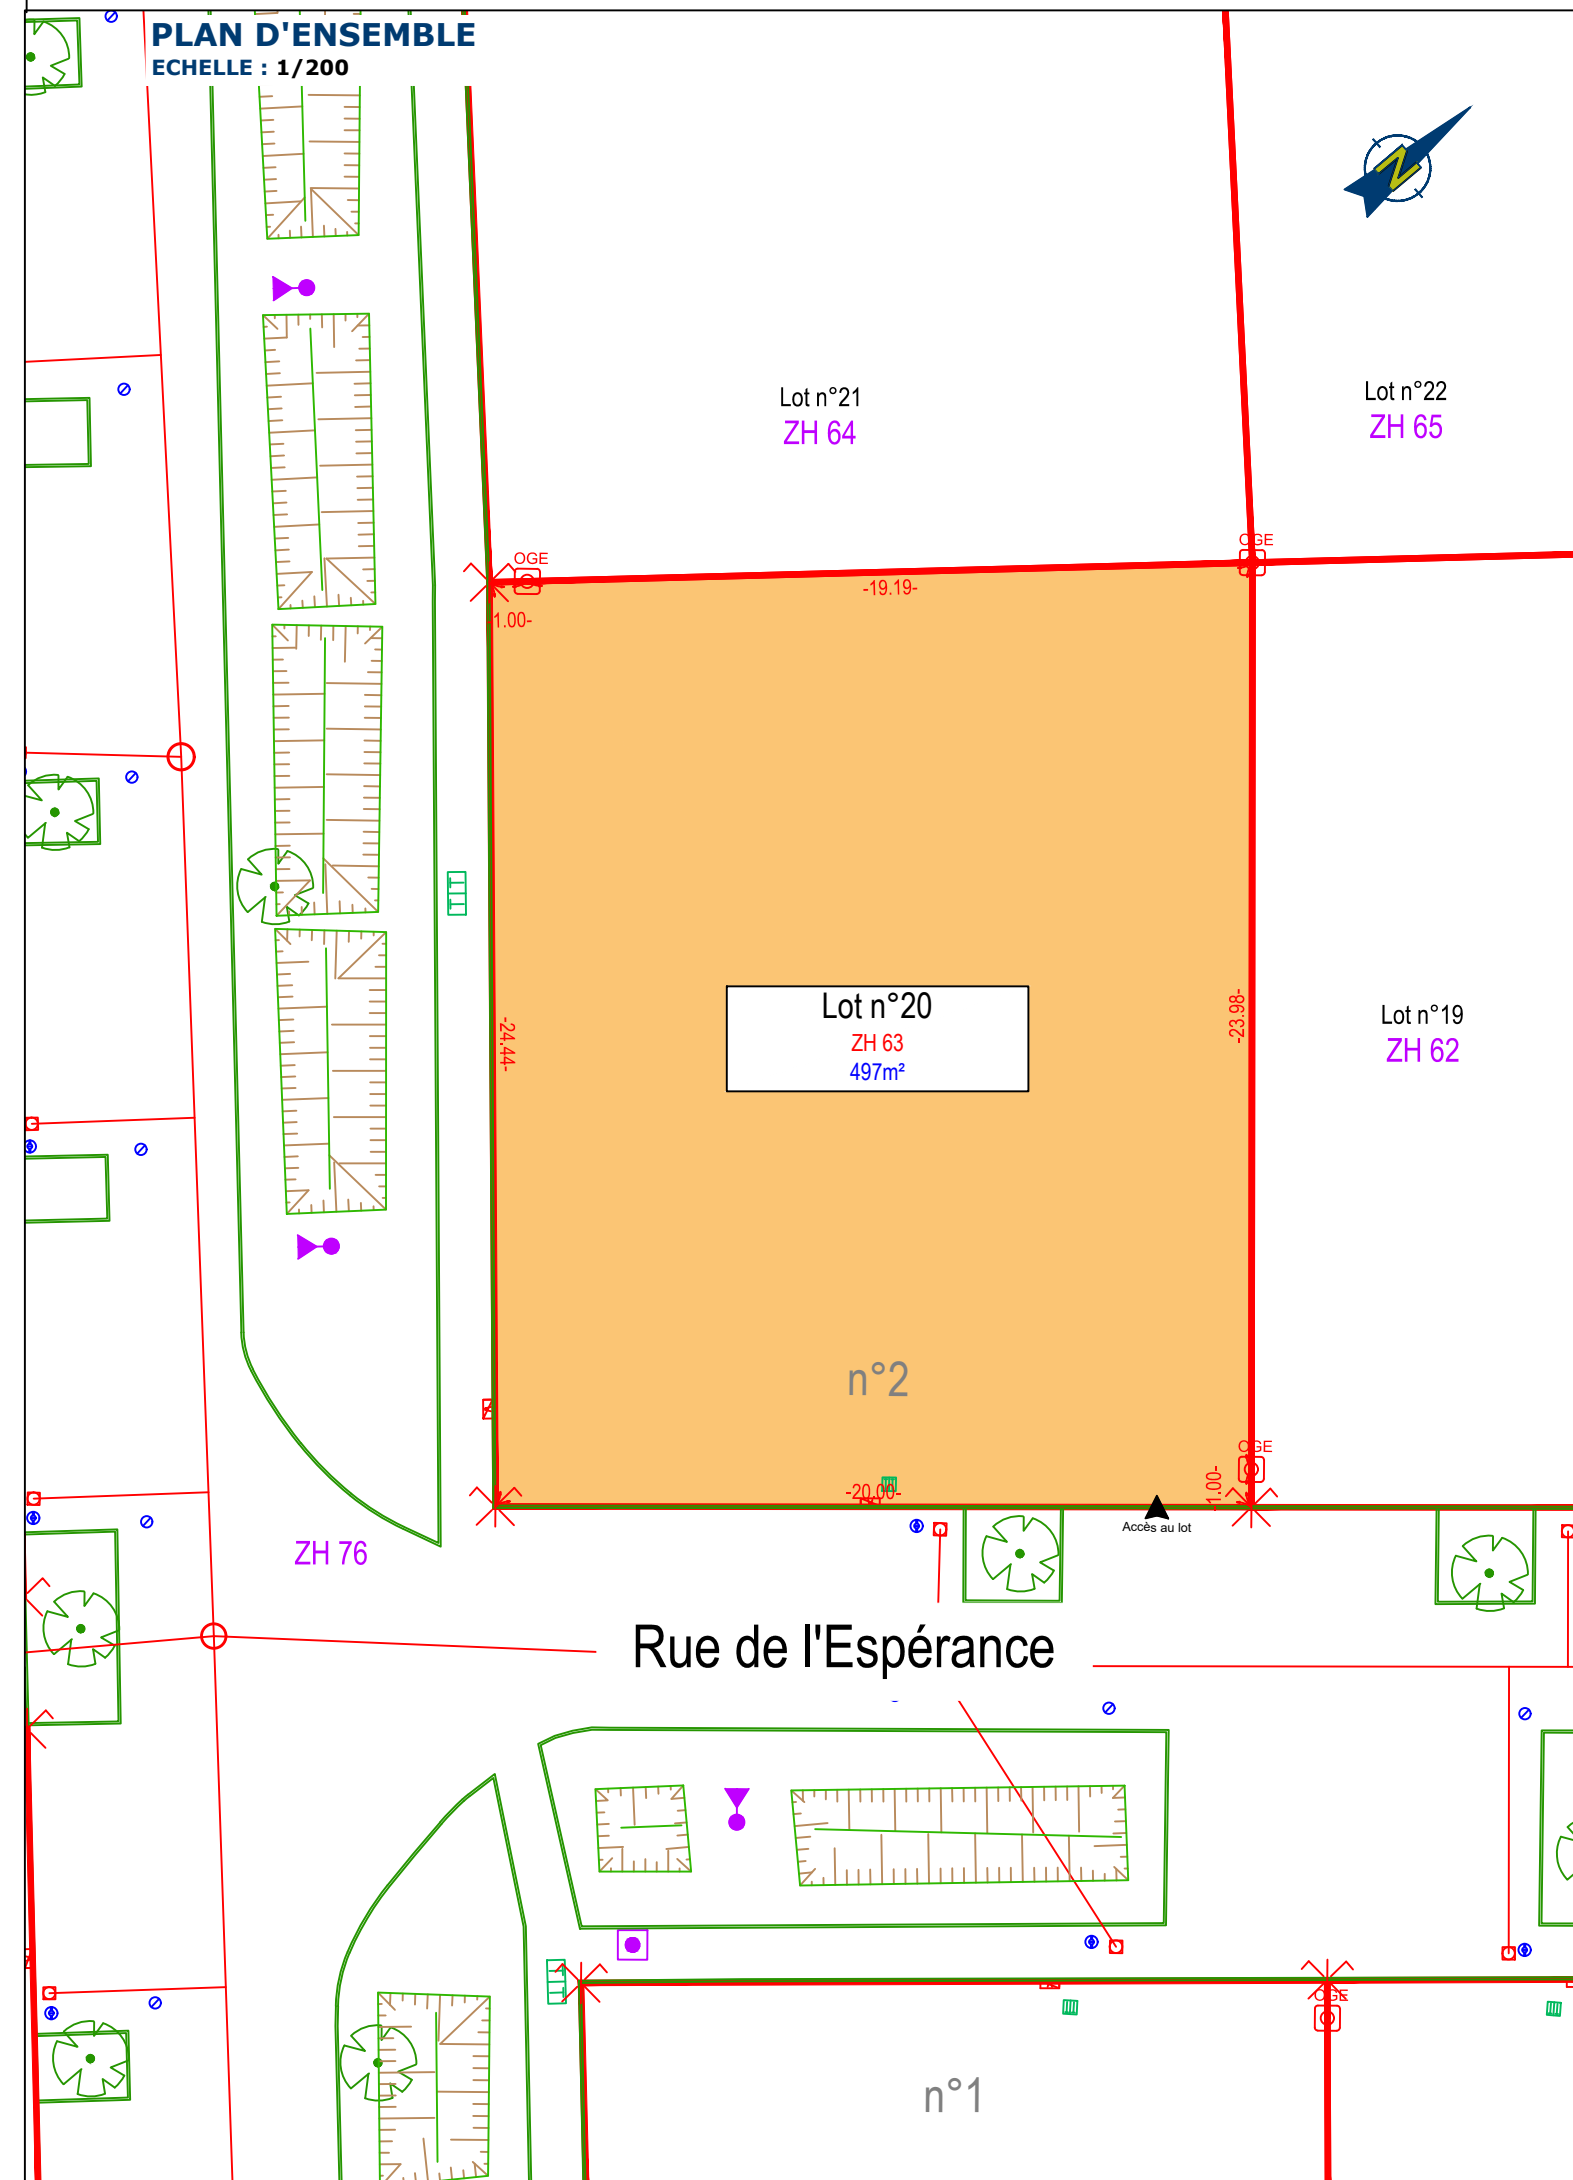 PLAN D'ENSEMBLE
ECHELLE : 1/200
N
Lot n°21
ZH 64
Lot n°22
ZH 65
OGE
OGE
-19.19-
-1.00-
Lot n°20
ZH 63
497m²
-24.44-
-23.98-
Lot n°19
ZH 62
n°2
OGE
-1.00-
-20.00-
Accès au lot
ZH 76
Rue de l'Espérance
OGE
n°1